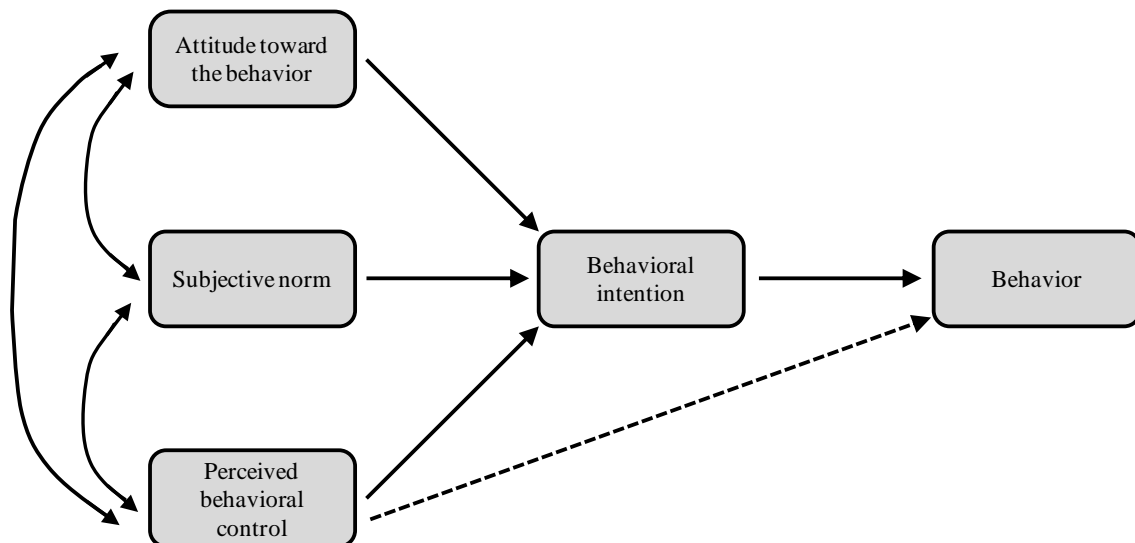 Attitude toward
the behavior
Subjective norm
Behavioral
intention
Behavior
Perceived
behavioral
control